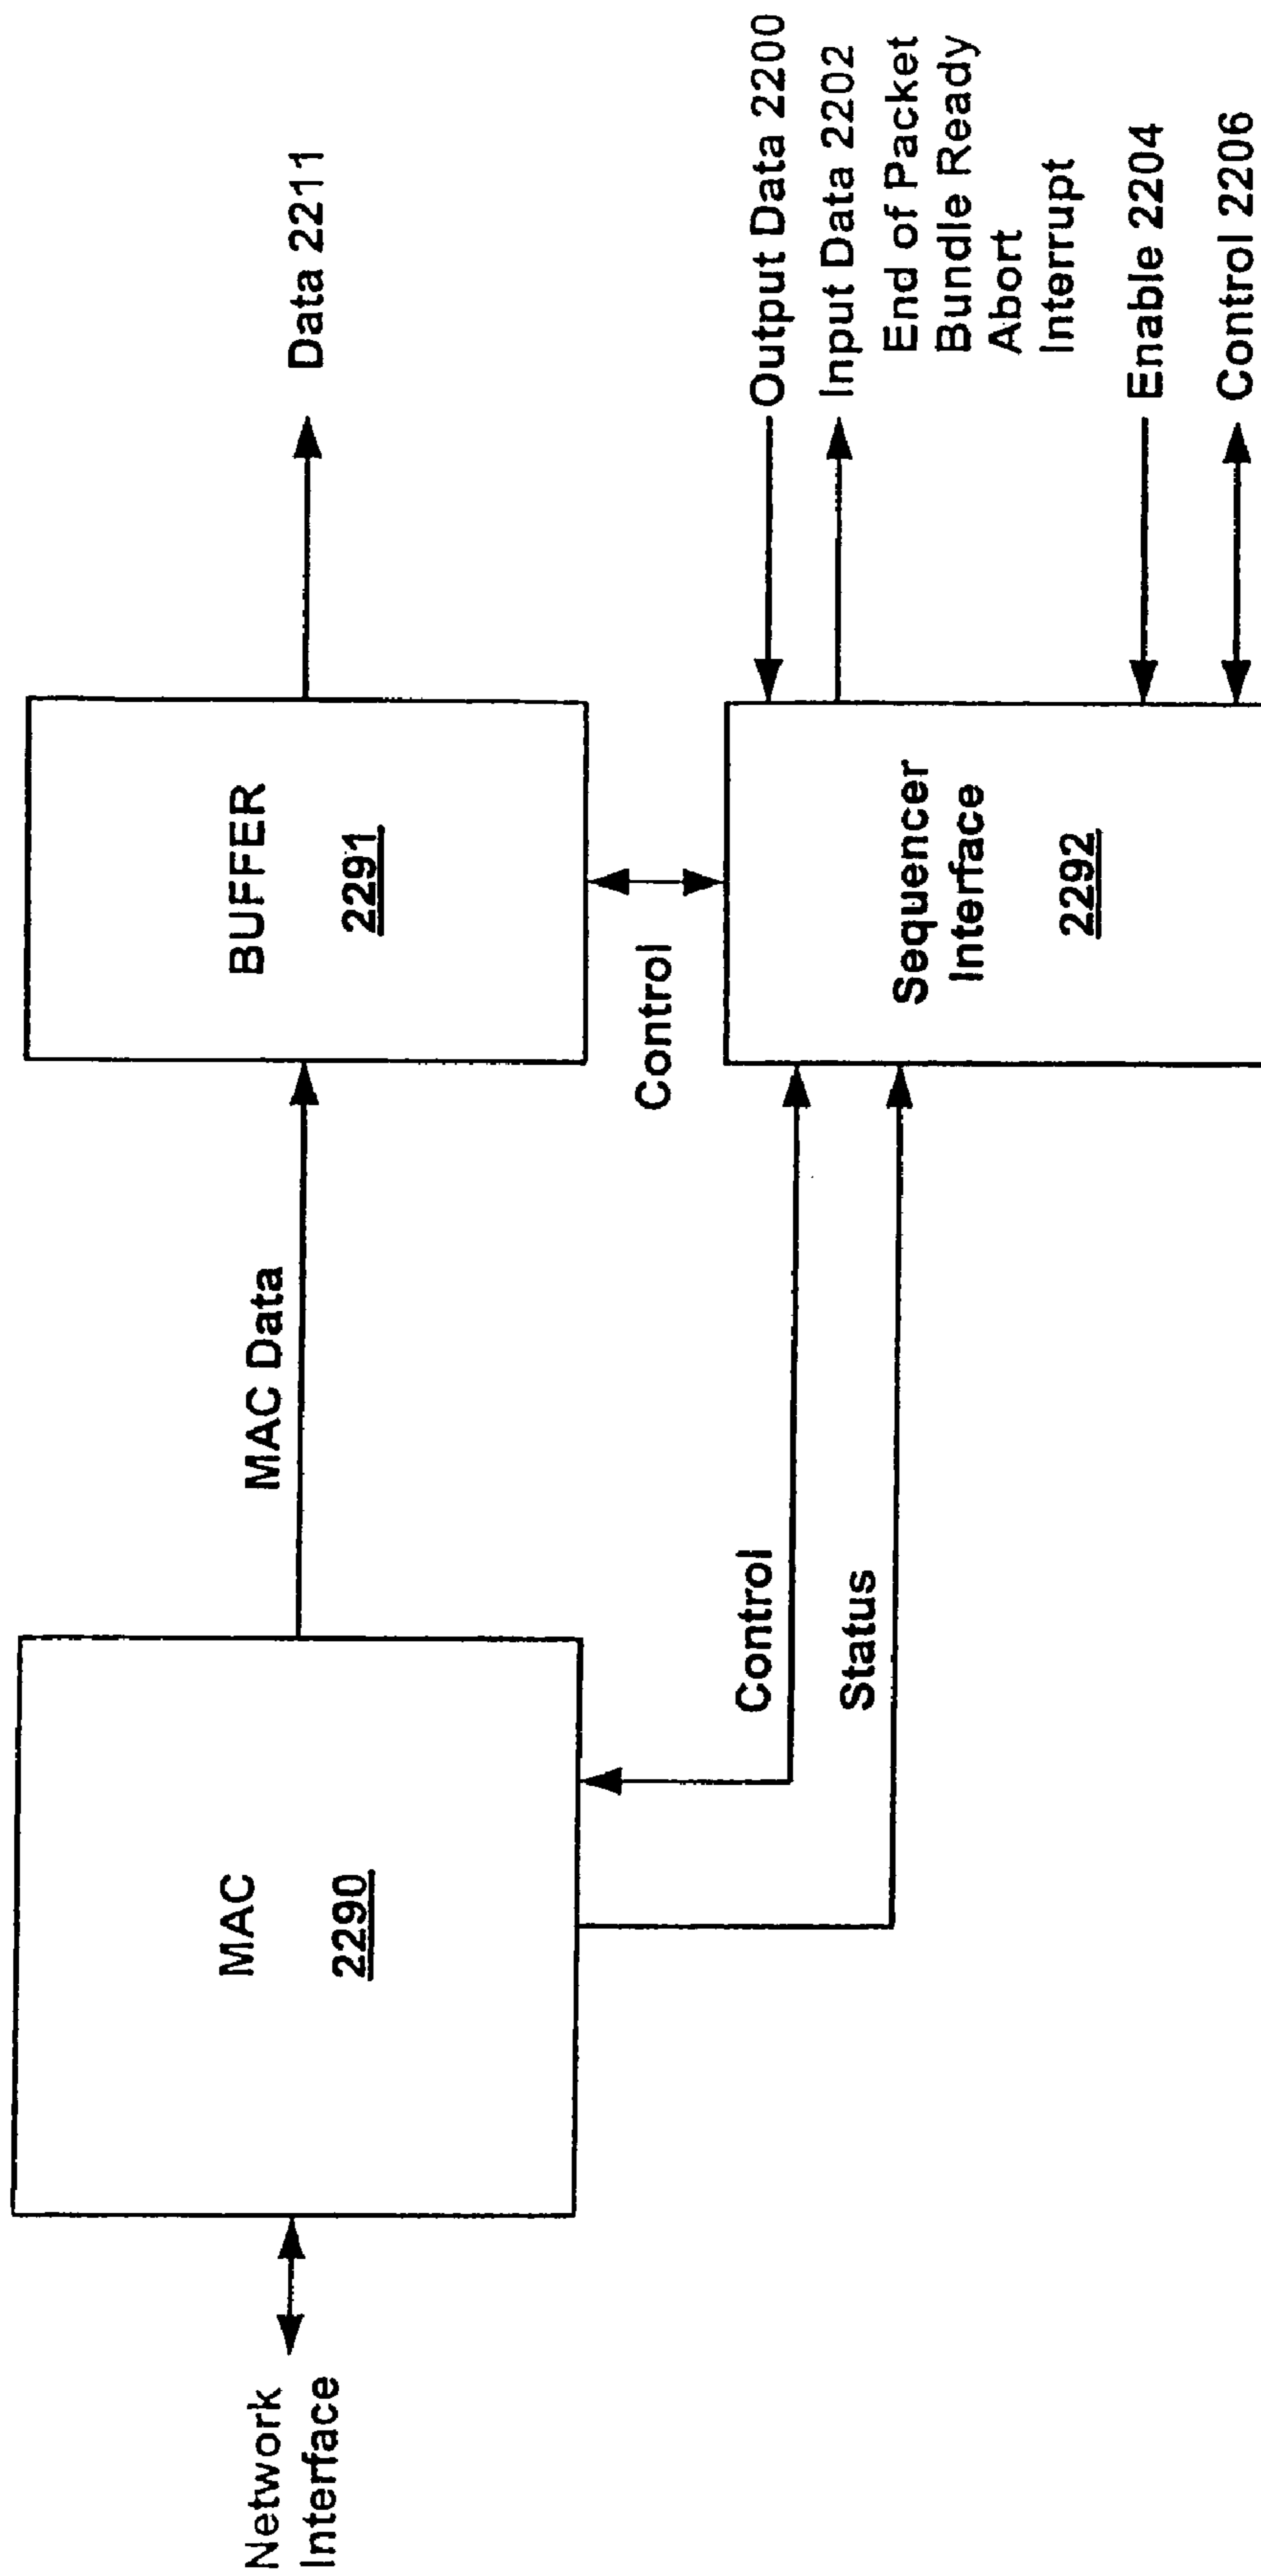 Network
Interface
MAC
2290
MAC Data
BUFFER
2291
Data 2211
Control
Status
Control
Sequencer
Interface
2292
Output Data 2200
Input Data 2202
End of Packet
Bundle Ready
Abort
Interrupt
Enable 2204
Control 2206